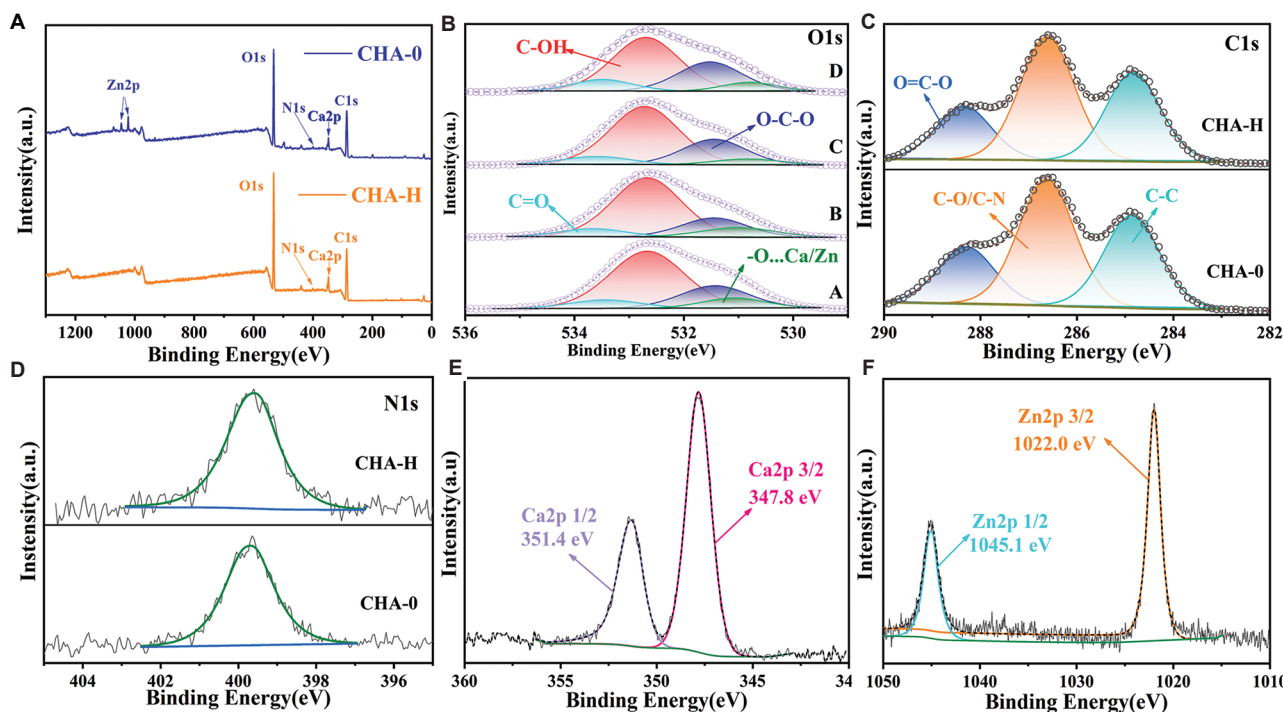 A
CHA-0
CHA-H
O1s
Zn2p
N1s
Ca2p
C1s
O1s
N1s
Ca2p
C1s
Intensity(a.u.)
1200 1000 800 600 400 200 0
Binding Energy(eV)
B
O1s
C-OH
D
O-C-O
C
C=O
B
-O...Ca/Zn
A
Intensity(a.u.)
536 534 532 530
Binding Energy(eV)
C
C1s
O=C-O
CHA-H
C-O/C-N
C-C
CHA-0
Intensity(a.u.)
290 288 286 284 282
Binding Energy(eV)
D
N1s
CHA-H
CHA-0
Instensity(a.u.)
404 402 400 398 396
Binding Energy(eV)
E
Ca2p 3/2
347.8 eV
Ca2p 1/2
351.4 eV
Intensity(a.u)
360 350 34
Binding Energy(eV)
F
Zn2p 3/2
1022.0 eV
Zn2p 1/2
1045.1 eV
Intensity(a.u.)
1050 1040 1030 1020 1010
Binding Energy(eV)